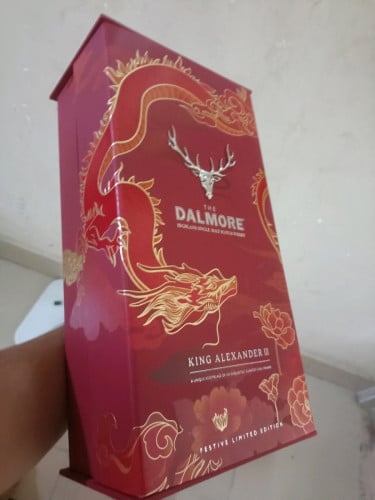 THE
DALMORE
HIGHLAND SINGLE MALT SCOTCH WHISKY
KING ALEXANDER III
FESTIVE LIMITED EDITION